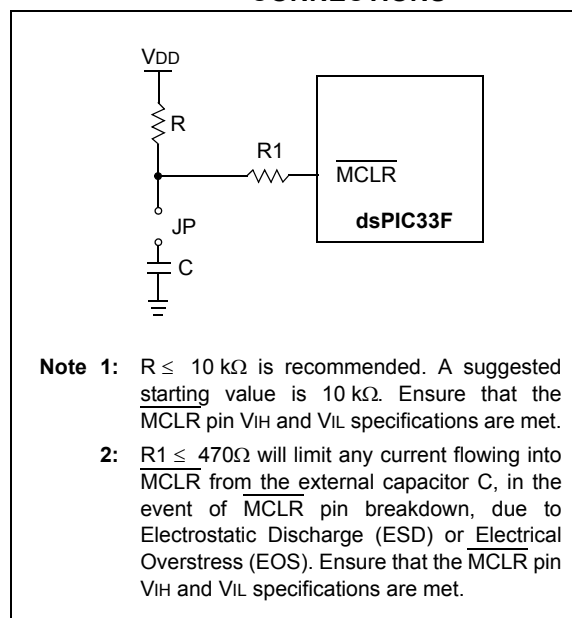 VDD
R
R1
MCLR
dsPIC33F
JP
C
Note 1: R ≤ 10 kΩ is recommended. A suggested
starting value is 10 kΩ. Ensure that the
MCLR pin VIH and VIL specifications are met.
2: R1 ≤ 470Ω will limit any current flowing into
MCLR from the external capacitor C, in the
event of MCLR pin breakdown, due to
Electrostatic Discharge (ESD) or Electrical
Overstress (EOS). Ensure that the MCLR pin
VIH and VIL specifications are met.